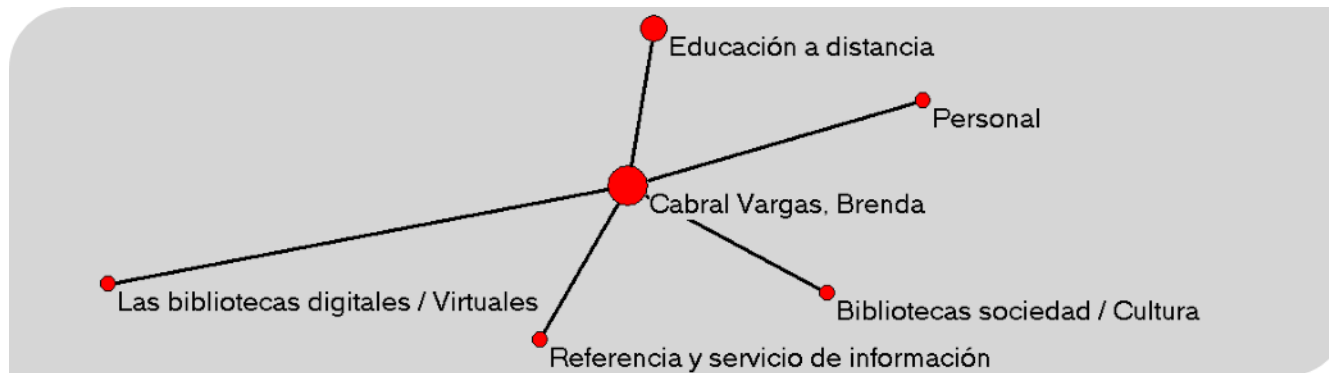 Educación a distancia
Personal
Cabral Vargas, Brenda
Las bibliotecas digitales / Virtuales
Bibliotecas sociedad / Cultura
Referencia y servicio de información